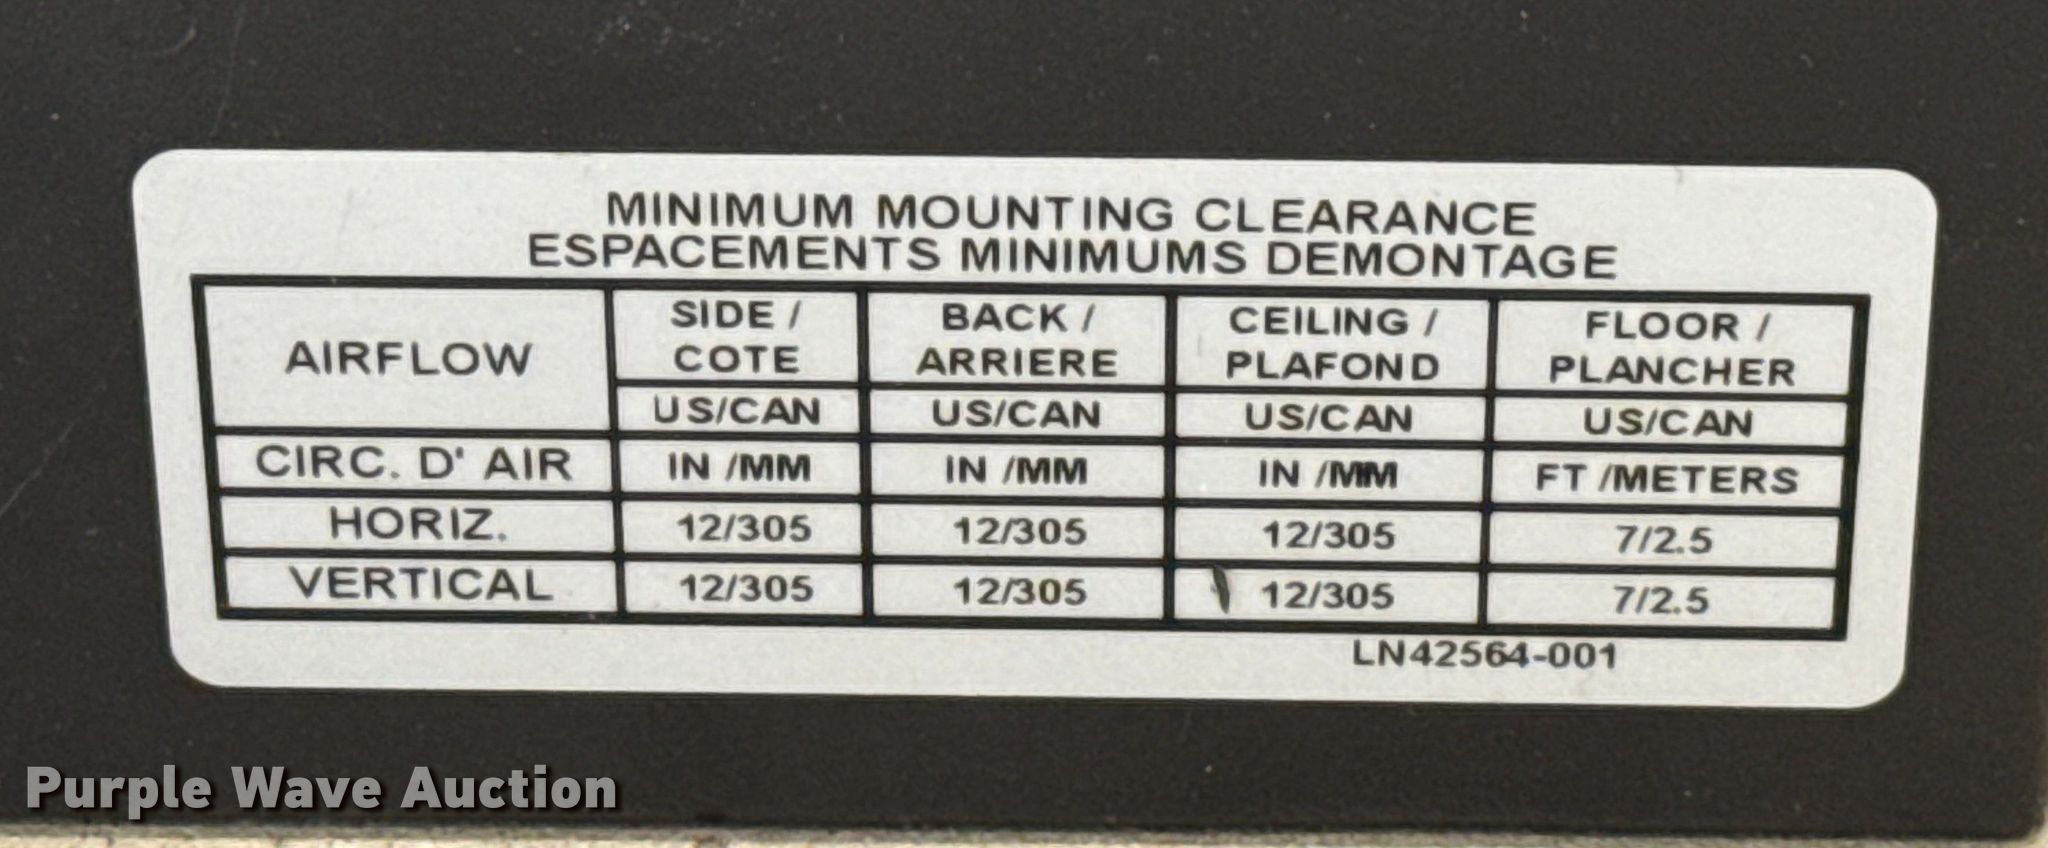 MINIMUM MOUNTING CLEARANCE
ESPACEMENTS MINIMUMS DEMONTAGE
AIRFLOW SIDE / COTE BACK / ARRIERE CEILING / PLAFOND FLOOR / PLANCHER
US/CAN US/CAN US/CAN US/CAN
CIRC. D' AIR IN /MM IN /MM IN /MM FT /METERS
HORIZ. 12/305 12/305 12/305 7/2.5
VERTICAL 12/305 12/305 12/305 7/2.5
LN42564-001
Purple Wave Auction